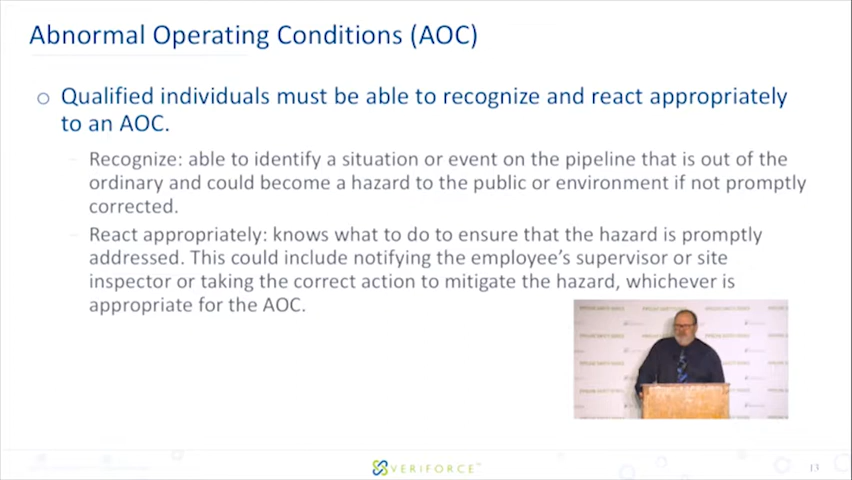 Abnormal Operating Conditions (AOC)
Qualified individuals must be able to recognize and react appropriately
to an AOC.
Recognize: able to identify a situation or event on the pipeline that is out of the
ordinary and could become a hazard to the public or environment if not promptly
corrected.
React appropriately: knows what to do to ensure that the hazard is promptly
addressed. This could include notifying the employee's supervisor or site
inspector or taking the correct action to mitigate the hazard, whichever is
appropriate for the AOC.
VERIFORCE™
13